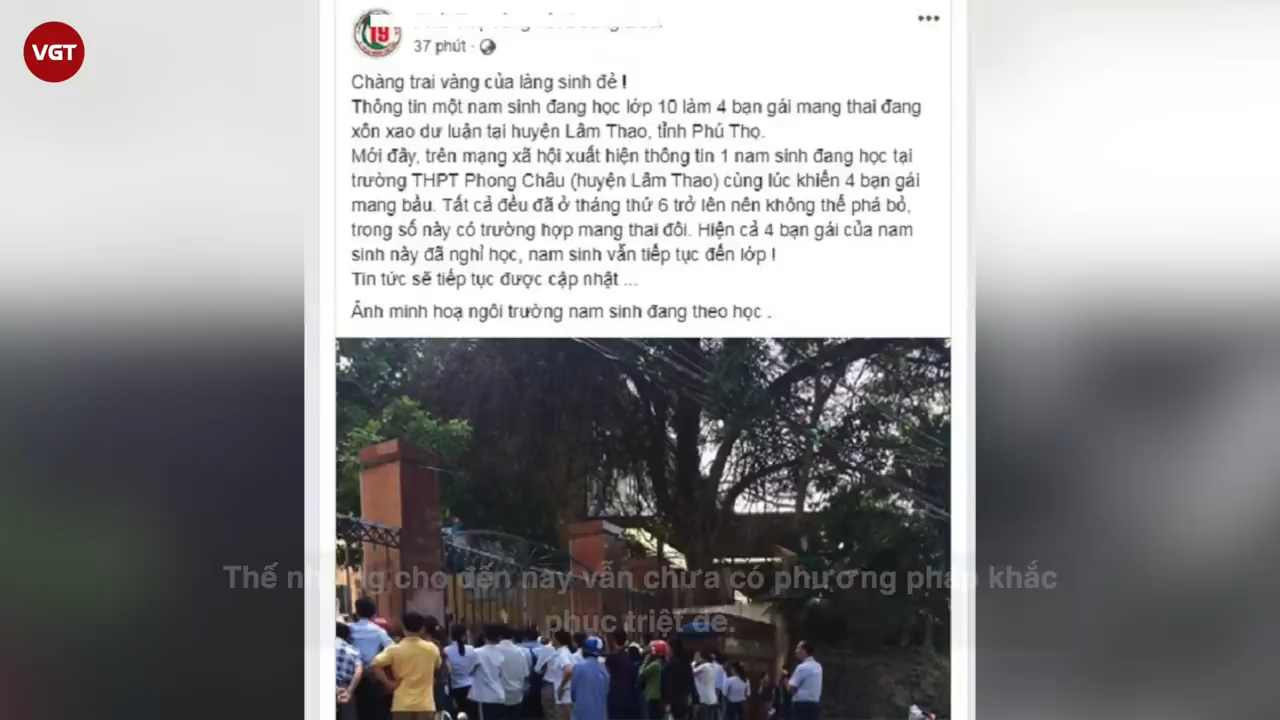 VGT
19
37 phút ·
Chàng trai vàng của làng sinh đẻ !
Thông tin một nam sinh đang học lớp 10 làm 4 bạn gái mang thai đang
xôn xao dư luận tại huyện Lâm Thao, tỉnh Phú Thọ.
Mới đây, trên mạng xã hội xuất hiện thông tin 1 nam sinh đang học tại
trường THPT Phong Châu (huyện Lâm Thao) cùng lúc khiến 4 bạn gái
mang bầu. Tất cả đều đã ở tháng thứ 6 trở lên nên không thể phá bỏ,
trong số này có trường hợp mang thai đôi. Hiện cả 4 bạn gái của nam
sinh này đã nghỉ học, nam sinh vẫn tiếp tục đến lớp !
Tin tức sẽ tiếp tục được cập nhật ...
Ảnh minh hoạ ngôi trường nam sinh đang theo học .
Thế nhưng cho đến nay vẫn chưa có phương pháp khắc
phục triệt để.